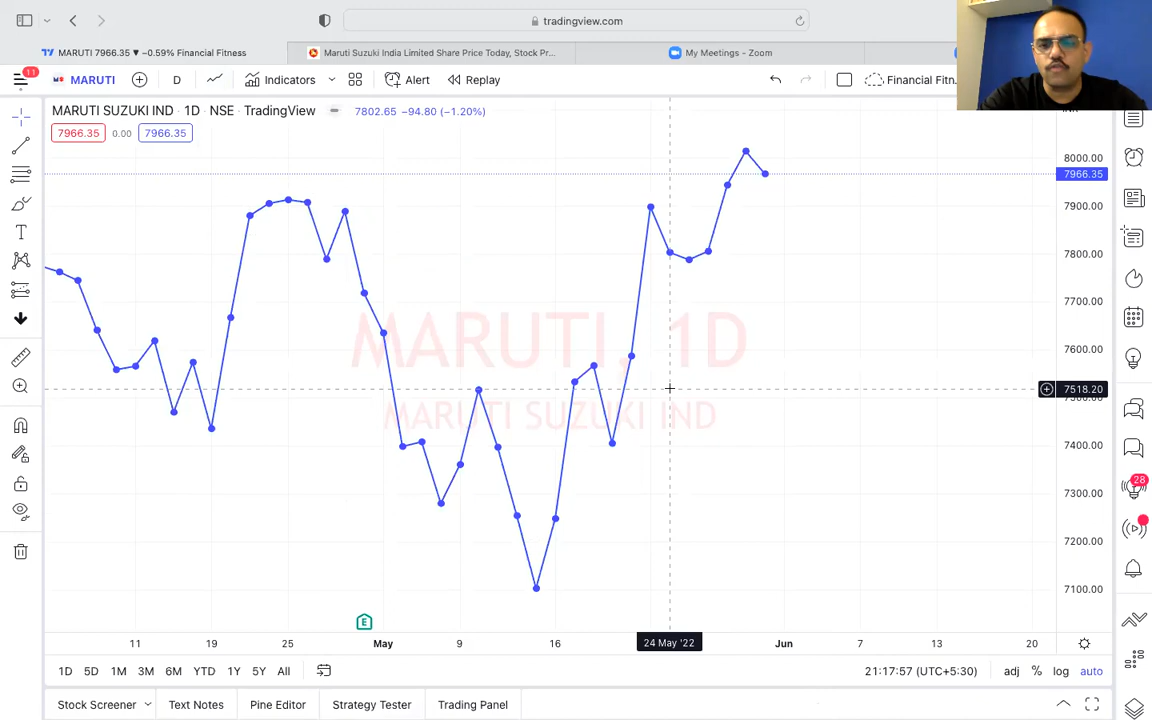 tradingview.com
MARUTI 7966.35 ▼ −0.59% Financial Fitness
Maruti Suzuki India Limited Share Price Today, Stock Pr...
My Meetings - Zoom
11
MARUTI
D
Indicators
Alert
Replay
Financial Fitn
MARUTI SUZUKI IND · 1D · NSE · TradingView
7802.65 −94.80 (−1.20%)
7966.35
0.00
7966.35
MARUTI, 1D
MARUTI SUZUKI IND
8000.00
7966.35
7900.00
7800.00
7700.00
7600.00
7518.20
7500.00
7400.00
7300.00
7200.00
7100.00
28
E
11
19
25
May
9
16
24 May '22
Jun
7
13
20
1D
5D
1M
3M
6M
YTD
1Y
5Y
All
21:17:57 (UTC+5:30)
adj
%
log
auto
Stock Screener
Text Notes
Pine Editor
Strategy Tester
Trading Panel